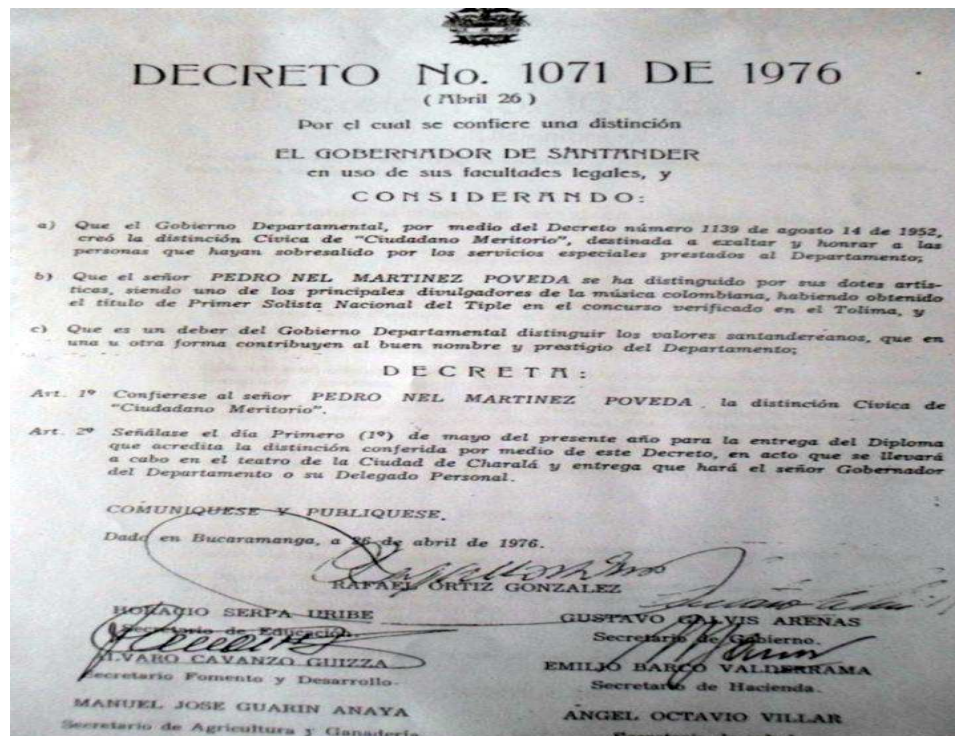 DECRETO No. 1071 DE 1976
( Abril 26 )
Por el cual se confiere una distinción
EL GOBERNADOR DE SANTANDER
en uso de sus facultades legales, y
CONSIDERANDO:
a) Que el Gobierno Departamental, por medio del Decreto número 1139 de agosto 14 de 1952,
creó la distinción Cívica de "Ciudadano Meritorio", destinada a exaltar y honrar a las
personas que hayan sobresalido por los servicios especiales prestados al Departamento;
b) Que el señor PEDRO NEL MARTINEZ POVEDA se ha distinguido por sus dotes artís-
ticas, siendo uno de los principales divulgadores de la música colombiana, habiendo obtenido
el título de Primer Solista Nacional del Tiple en el concurso verificado en el Tolima, y
c) Que es un deber del Gobierno Departamental distinguir los valores santandereanos, que en
una u otra forma contribuyen al buen nombre y prestigio del Departamento;
DECRETA:
Art. 1º Confierese al señor PEDRO NEL MARTINEZ POVEDA la distinción Cívica de
"Ciudadano Meritorio".
Art. 2º Señálase el día Primero (1º) de mayo del presente año para la entrega del Diploma
que acredita la distinción conferida por medio de este Decreto, en acto que se llevará
a cabo en el teatro de la Ciudad de Charalá y entrega que hará el señor Gobernador
del Departamento o su Delegado Personal.
COMUNIQUESE Y PUBLIQUESE.
Dado en Bucaramanga, a 26 de abril de 1976.
RAFAEL ORTIZ GONZALEZ
HORACIO SERPA URIBE
Secretario de Educación.
GUSTAVO GALVIS ARENAS
Secretario de Gobierno.
ALVARO CAVANZO GUIZZA
Secretario Fomento y Desarrollo.
EMILIO BARCO VALDERRAMA
Secretario de Hacienda.
MANUEL JOSE GUARIN ANAYA
Secretario de Agricultura y Ganadería
ANGEL OCTAVIO VILLAR